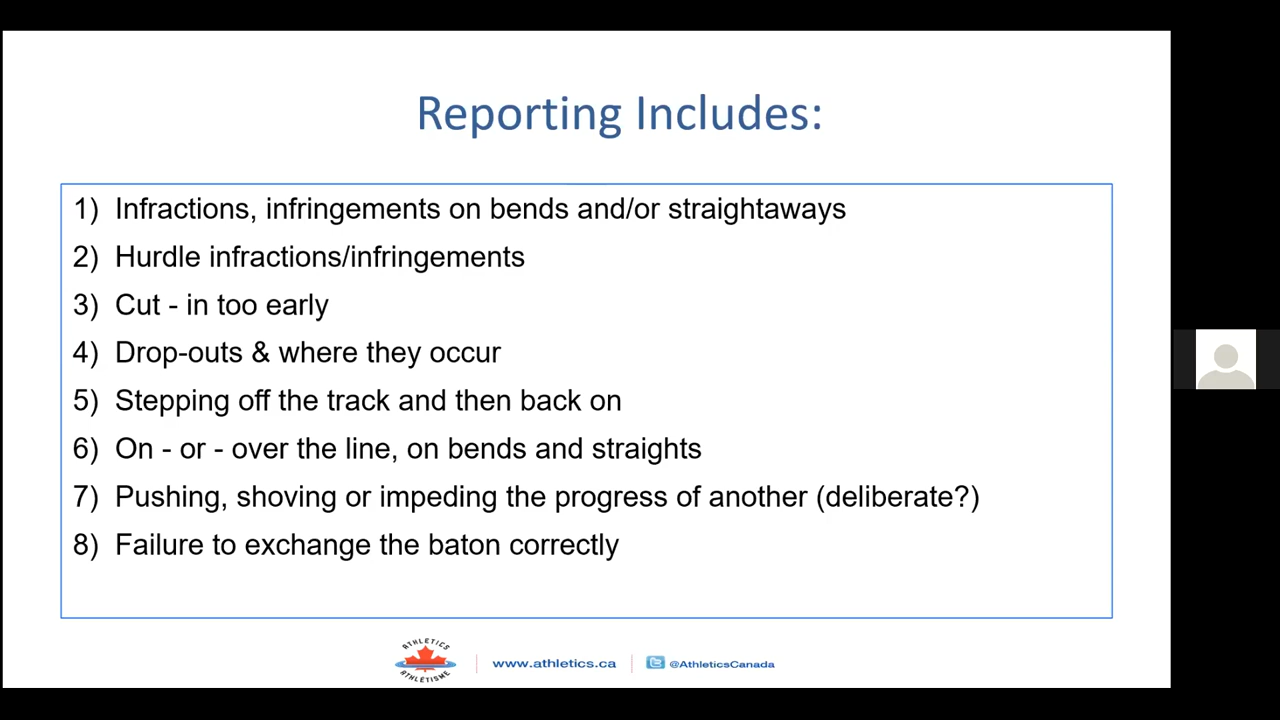 Reporting Includes:
1) Infractions, infringements on bends and/or straightaways
2) Hurdle infractions/infringements
3) Cut - in too early
4) Drop-outs & where they occur
5) Stepping off the track and then back on
6) On - or - over the line, on bends and straights
7) Pushing, shoving or impeding the progress of another (deliberate?)
8) Failure to exchange the baton correctly
ATHLETICS
ATHLÉTISME
www.athletics.ca
@AthleticsCanada